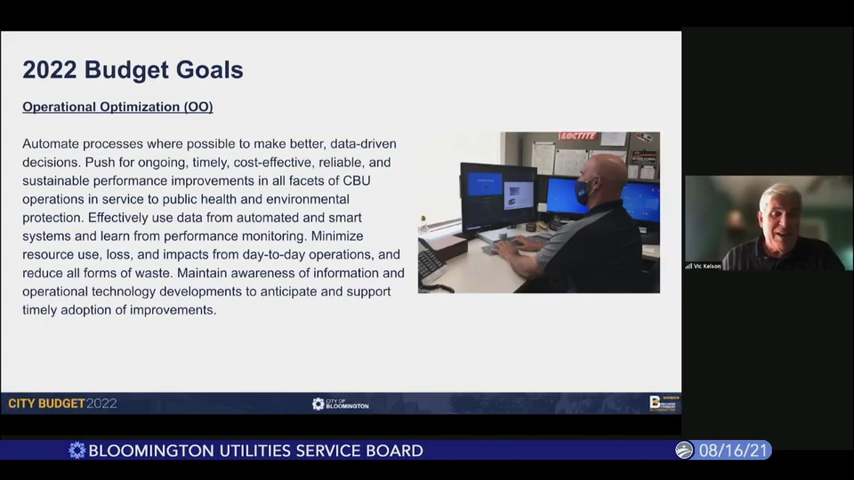 2022 Budget Goals
Operational Optimization (OO)
Automate processes where possible to make better, data-driven
decisions. Push for ongoing, timely, cost-effective, reliable, and
sustainable performance improvements in all facets of CBU
operations in service to public health and environmental
protection. Effectively use data from automated and smart
systems and learn from performance monitoring. Minimize
resource use, loss, and impacts from day-to-day operations, and
reduce all forms of waste. Maintain awareness of information and
operational technology developments to anticipate and support
timely adoption of improvements.
LOCTITE
Vic Kelson
CITY BUDGET2022
CITY OF
BLOOMINGTON
BLOOMINGTON UTILITIES SERVICE BOARD
08/16/21